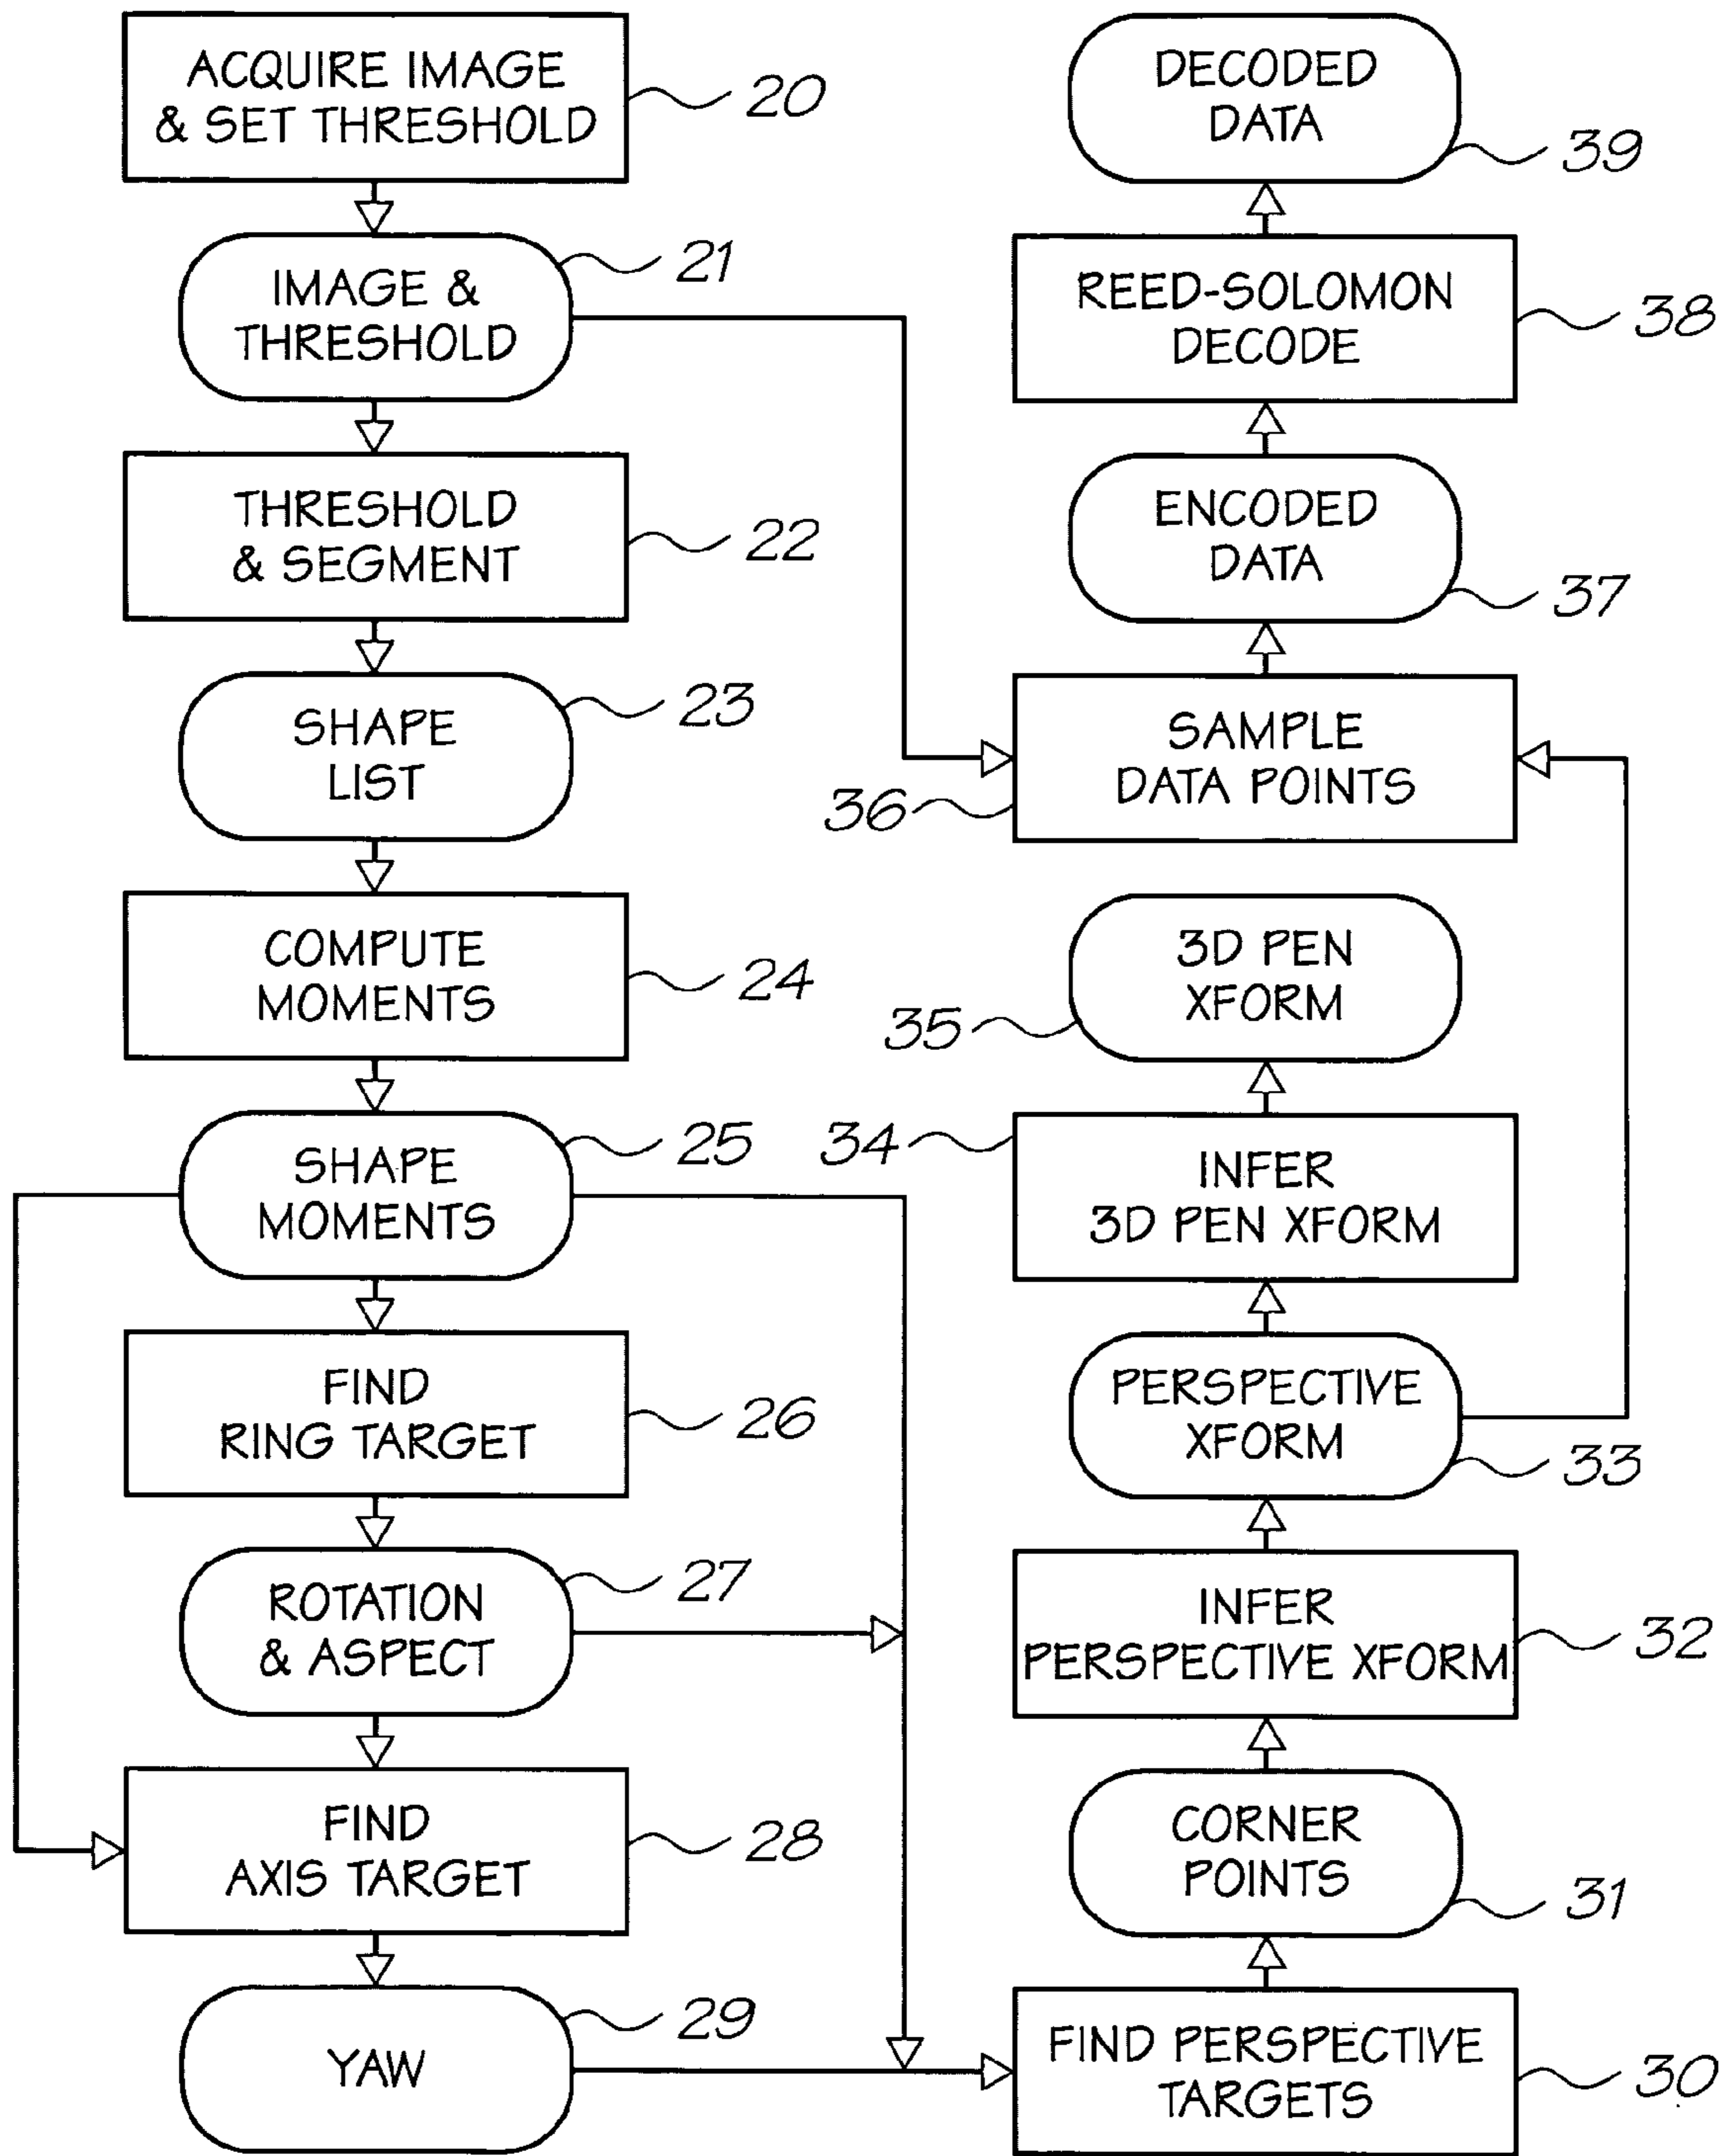 ACQUIRE IMAGE
& SET THRESHOLD
20
IMAGE &
THRESHOLD
21
THRESHOLD
& SEGMENT
22
SHAPE
LIST
23
COMPUTE
MOMENTS
24
SHAPE
MOMENTS
25
FIND
RING TARGET
26
ROTATION
& ASPECT
27
FIND
AXIS TARGET
28
YAW
29
DECODED
DATA
39
REED-SOLOMON
DECODE
38
ENCODED
DATA
37
SAMPLE
DATA POINTS
36
3D PEN
XFORM
35
34
INFER
3D PEN XFORM
PERSPECTIVE
XFORM
33
INFER
PERSPECTIVE XFORM
32
CORNER
POINTS
31
FIND PERSPECTIVE
TARGETS
30